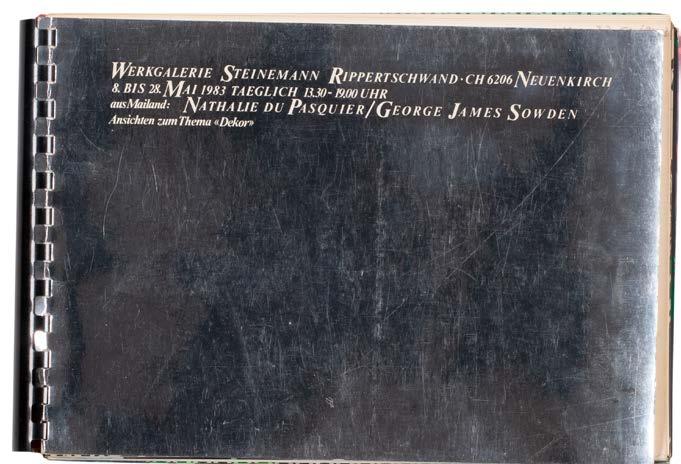 WERKGALERIE STEINEMANN RIPPERTSCHWAND · CH 6206 NEUENKIRCH
8. BIS 28. MAI 1983 TAEGLICH 13.30 - 19.00 UHR
aus Mailand: NATHALIE DU PASQUIER / GEORGE JAMES SOWDEN
Ansichten zum Thema «Dekor»